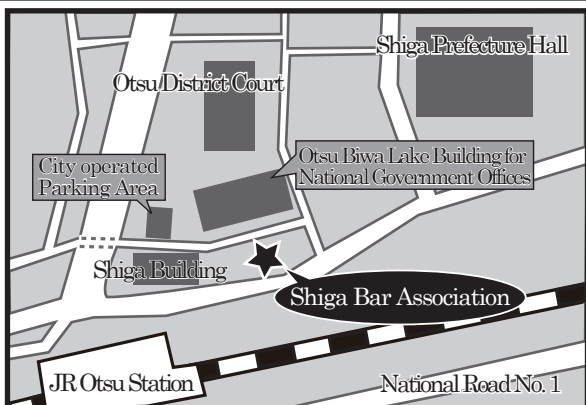 Shiga Prefecture Hall
Otsu District Court
City operated
Parking Area
Otsu Biwa Lake Building for
National Government Offices
Shiga Building
Shiga Bar Association
JR Otsu Station
National Road No. 1